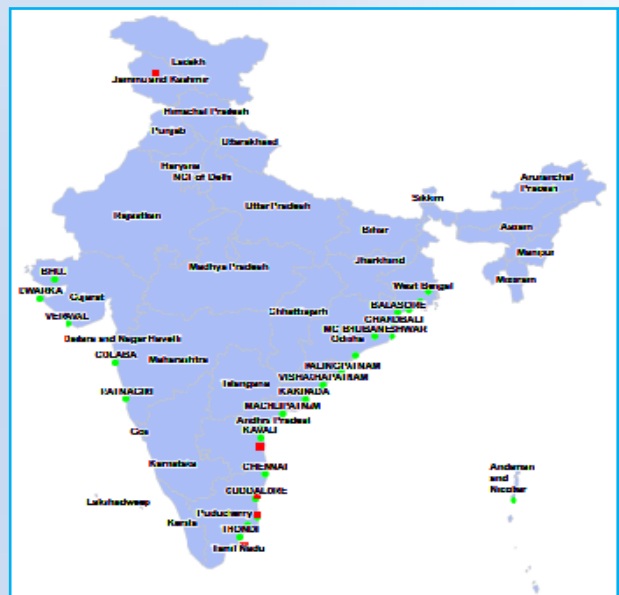 Ladakh
Jammu and Kashmir
Himachal Pradesh
Punjab
Uttarakhand
Haryana
NCT of Delhi
Arunanchal
Pradesh
Sikkim
Rajasthan
Uttar Pradesh
Assam
Bihar
Manipur
Jharkhand
Madhya Pradesh
BHUJ
Mizoram
West Bengal
DWARKA
Gujarat
BALASORE
Chhattisgarh
VERAVAL
CHANDBALI
MC BHUBANESHWAR
Dadara and Nagar Havelli
Odisha
COLABA
Maharashtra
KALINGPATNAM
VISHAKHAPATNAM
Telangana
RATNAGIRI
KAKINADA
MACHLIPATNAM
Andhra Pradesh
Goa
KAVALI
Karnataka
CHENNAI
Andaman
and
Nicobar
CUDDALORE
Lakshadweep
Puducherry
Kerala
THONDI
Tamil Nadu